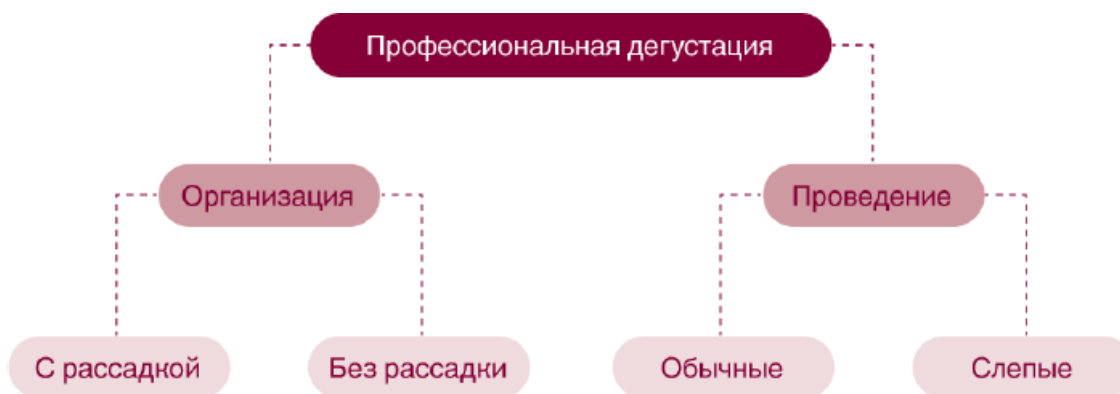 Профессиональная дегустация
Организация
Проведение
С рассадкой
Без рассадки
Обычные
Слепые